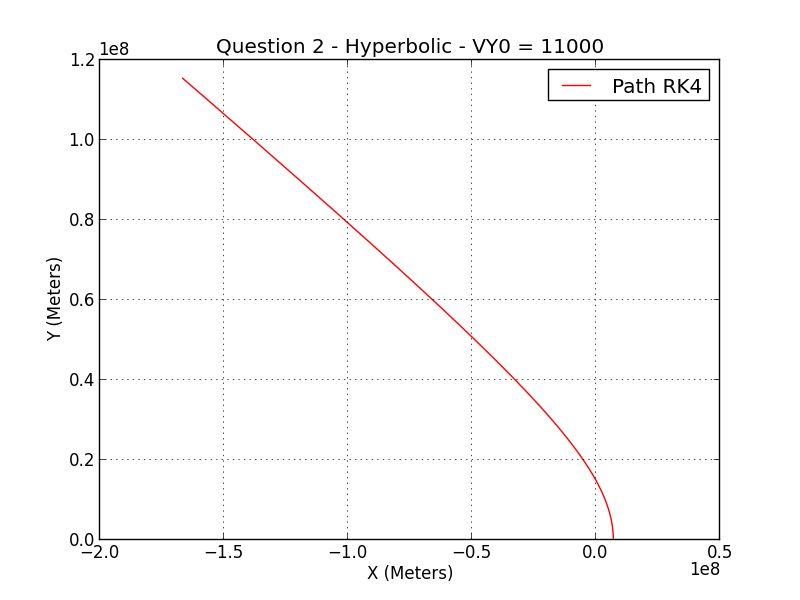 Question 2 - Hyperbolic - VY0 = 11000
1e8
Path RK4
1.2
1.0
0.8
0.6
0.4
0.2
0.0
Y (Meters)
−2.0 −1.5 −1.0 −0.5 0.0 0.5
1e8
X (Meters)